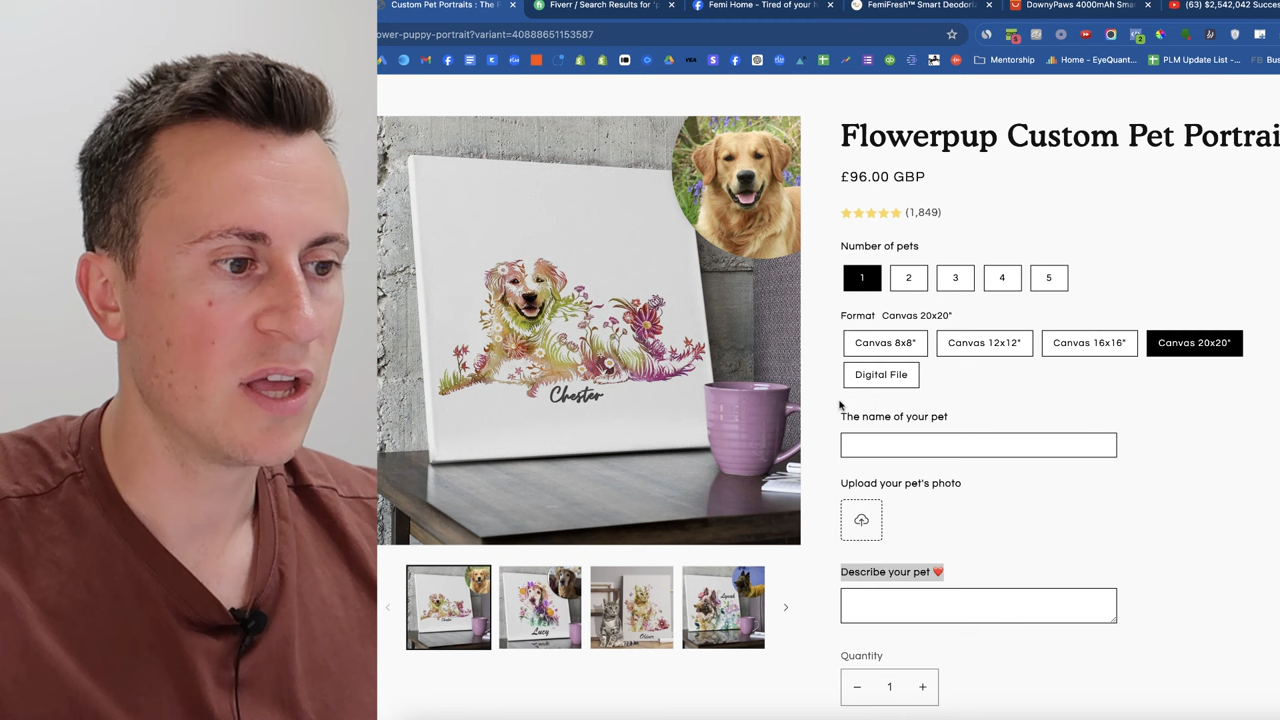 Custom Pet Portraits : The F
Fiverr / Search Results for 'p
Femi Home - Tired of your h
FemiFresh™ Smart Deodori
DownyPaws 4000mAh Sma
(63) $2,542,042 Succes
ower-puppy-portrait?variant=40888651153587
Mentorship
Home - EyeQuant...
PLM Update List -...
FB Bus
Flowerpup Custom Pet Portrai
£96.00 GBP
(1,849)
Number of pets
1 2 3 4 5
Format Canvas 20x20"
Canvas 8x8" Canvas 12x12" Canvas 16x16" Canvas 20x20"
Digital File
Chester
The name of your pet
Upload your pet's photo
Describe your pet ❤️
Lucy
Oliver
Quantity
− 1 +